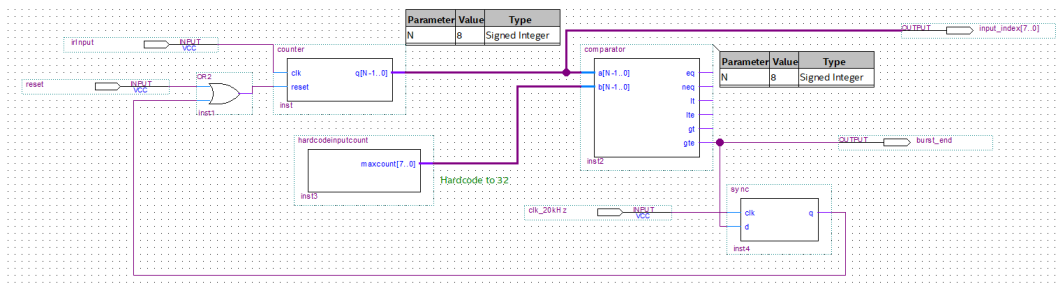 Parameter Value Type
N 8 Signed Integer
OUTPUT
input_index[7..0]
irInput
INPUT
VCC
counter
clk
q[N-1..0]
reset
comparator
a[N-1..0]
b[N-1..0]
eq
neq
lt
lte
gt
gte
inst2
Parameter Value Type
N 8 Signed Integer
reset
INPUT
VCC
OR2
inst1
inst
hardcodeinputcount
maxcount[7..0]
inst3
Hardcode to 32
OUTPUT
burst_end
clk_20kHz
INPUT
VCC
sync
clk
q
d
inst4